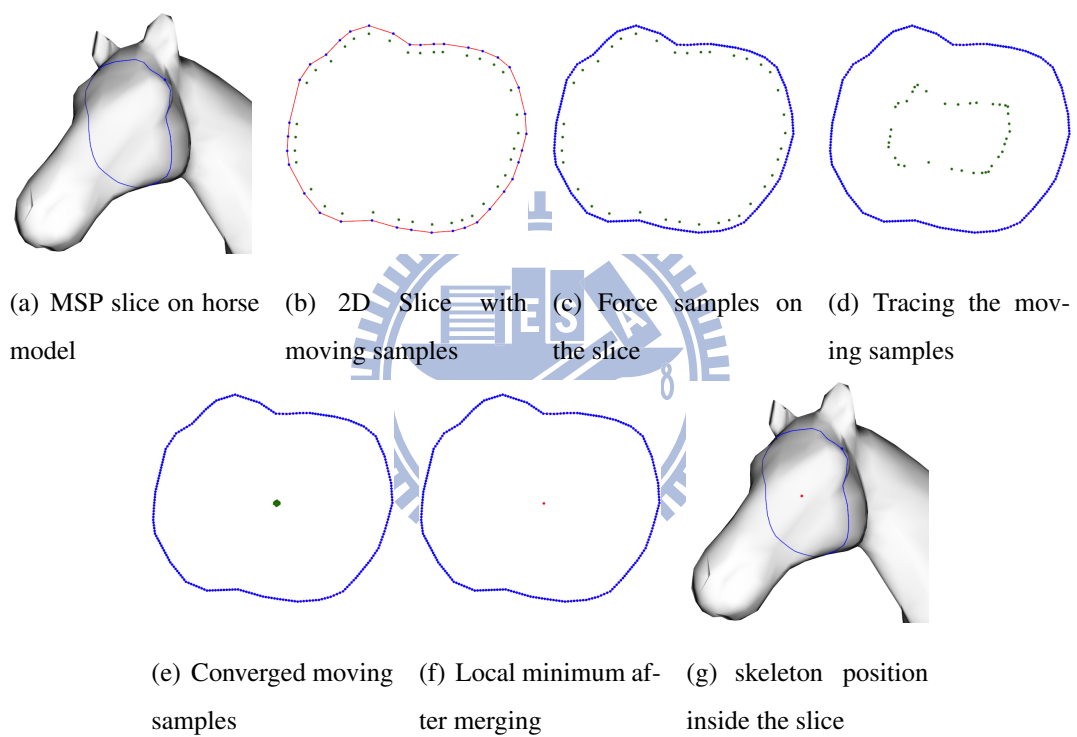 (a) MSP slice on horse
model
(b) 2D Slice with
moving samples
(c) Force samples on
the slice
(d) Tracing the mov-
ing samples
E S A
8
(e) Converged moving
samples
(f) Local minimum af-
ter merging
(g) skeleton position
inside the slice